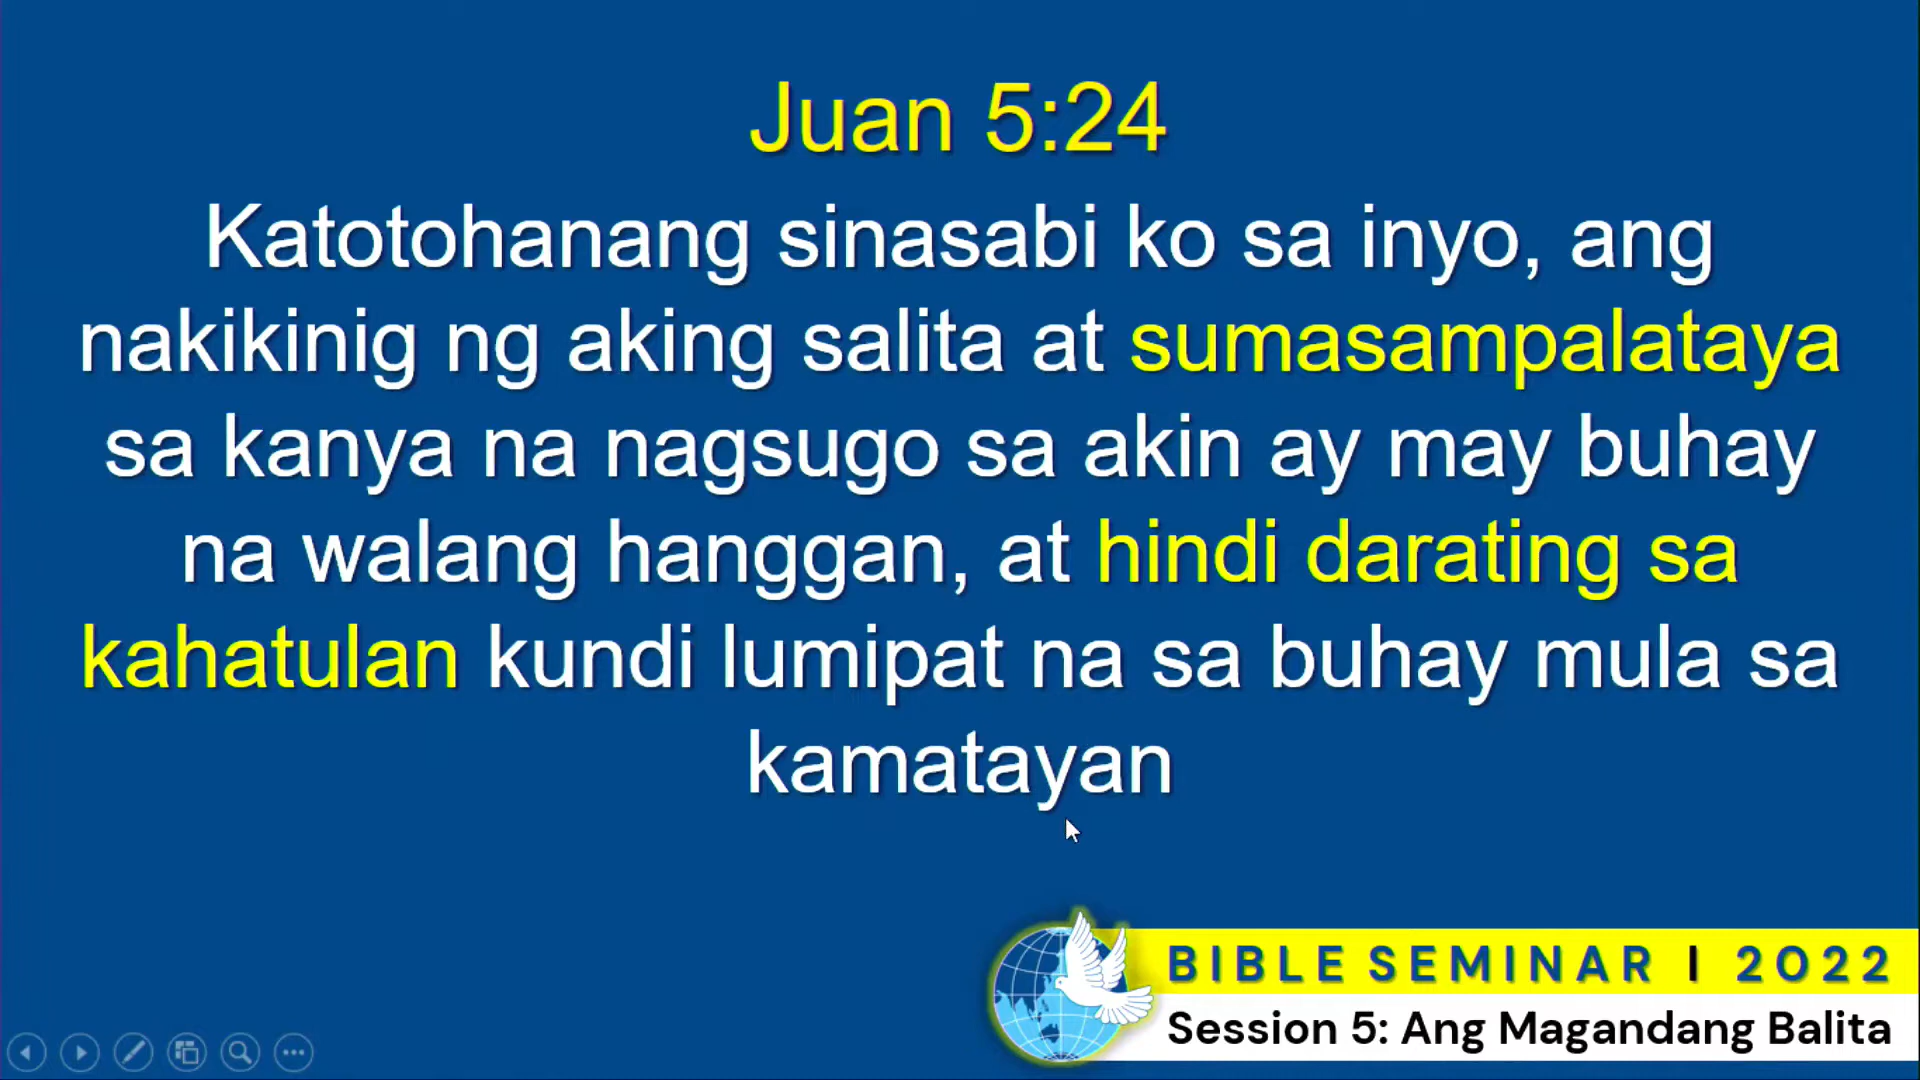 Juan 5:24
Katotohanang sinasabi ko sa inyo, ang
nakikinig ng aking salita at sumasampalataya
sa kanya na nagsugo sa akin ay may buhay
na walang hanggan, at hindi darating sa
kahatulan kundi lumipat na sa buhay mula sa
kamatayan
BIBLE SEMINAR | 2022
Session 5: Ang Magandang Balita